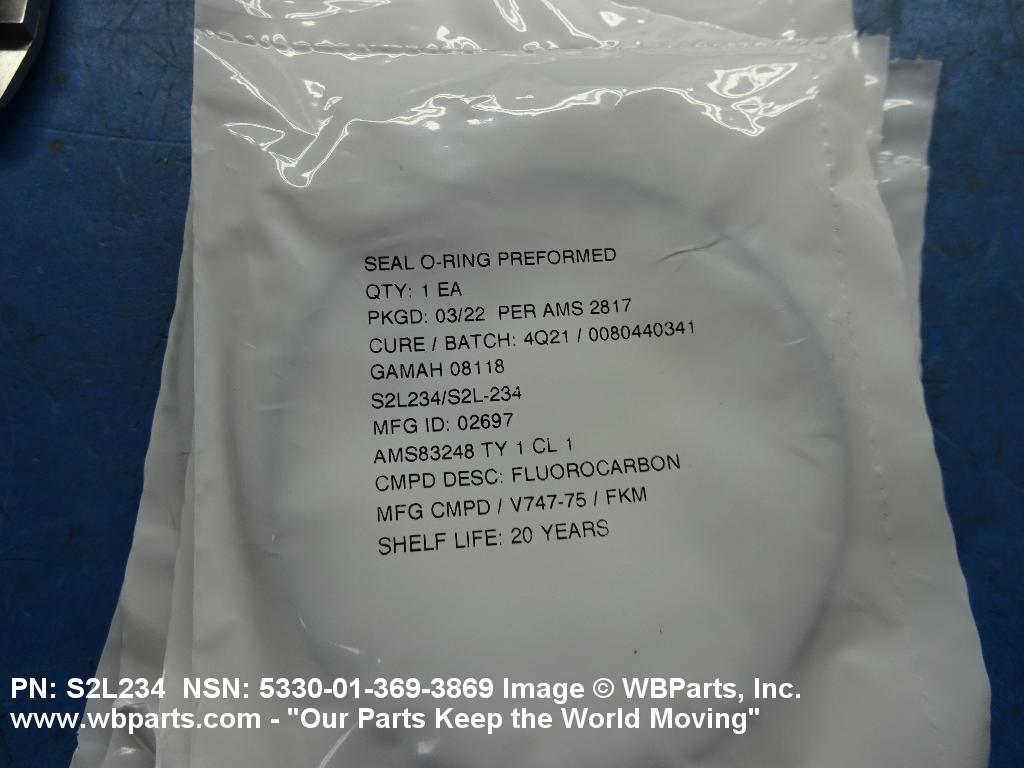 SEAL O-RING PREFORMED
QTY: 1 EA
PKGD: 03/22 PER AMS 2817
CURE / BATCH: 4Q21 / 0080440341
GAMAH 08118
S2L234/S2L-234
MFG ID: 02697
AMS83248 TY 1 CL 1
CMPD DESC: FLUOROCARBON
MFG CMPD / V747-75 / FKM
SHELF LIFE: 20 YEARS
PN: S2L234 NSN: 5330-01-369-3869 Image © WBParts, Inc.
www.wbparts.com - "Our Parts Keep the World Moving"